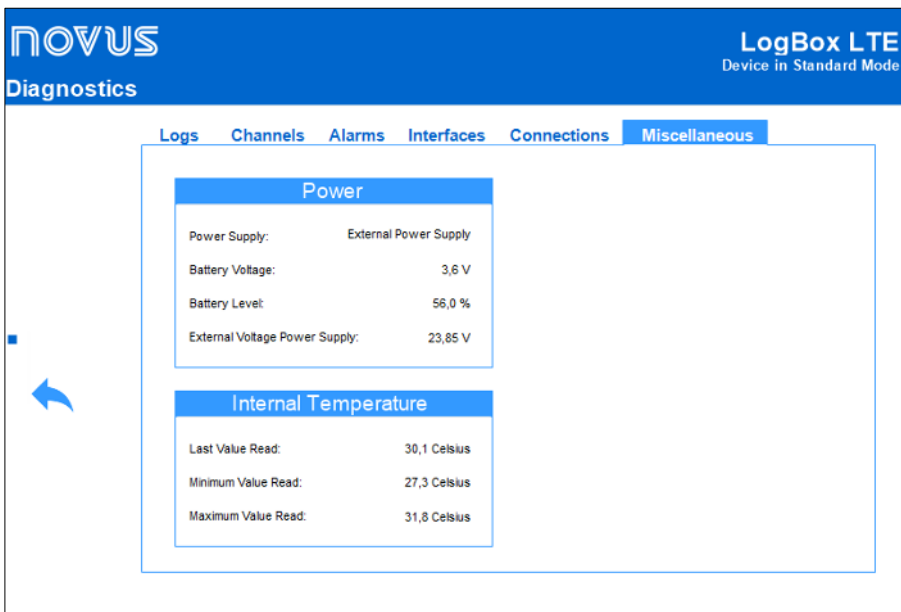 novus
LogBox LTE
Device in Standard Mode
Diagnostics
Logs Channels Alarms Interfaces Connections Miscellaneous
Power
Power Supply: External Power Supply
Battery Voltage: 3,6 V
Battery Level: 56,0 %
External Voltage Power Supply: 23,85 V
Internal Temperature
Last Value Read: 30,1 Celsius
Minimum Value Read: 27,3 Celsius
Maximum Value Read: 31,8 Celsius